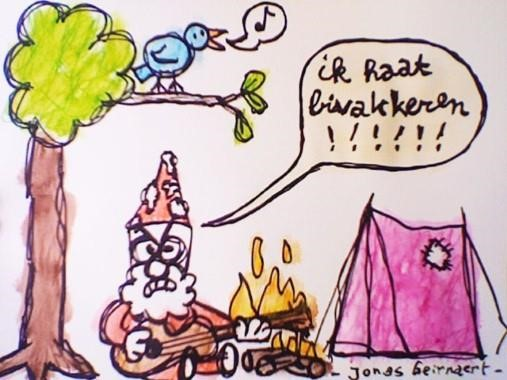 ik haat
bivakkeren
!!!!!!
- jonas geirnaert -